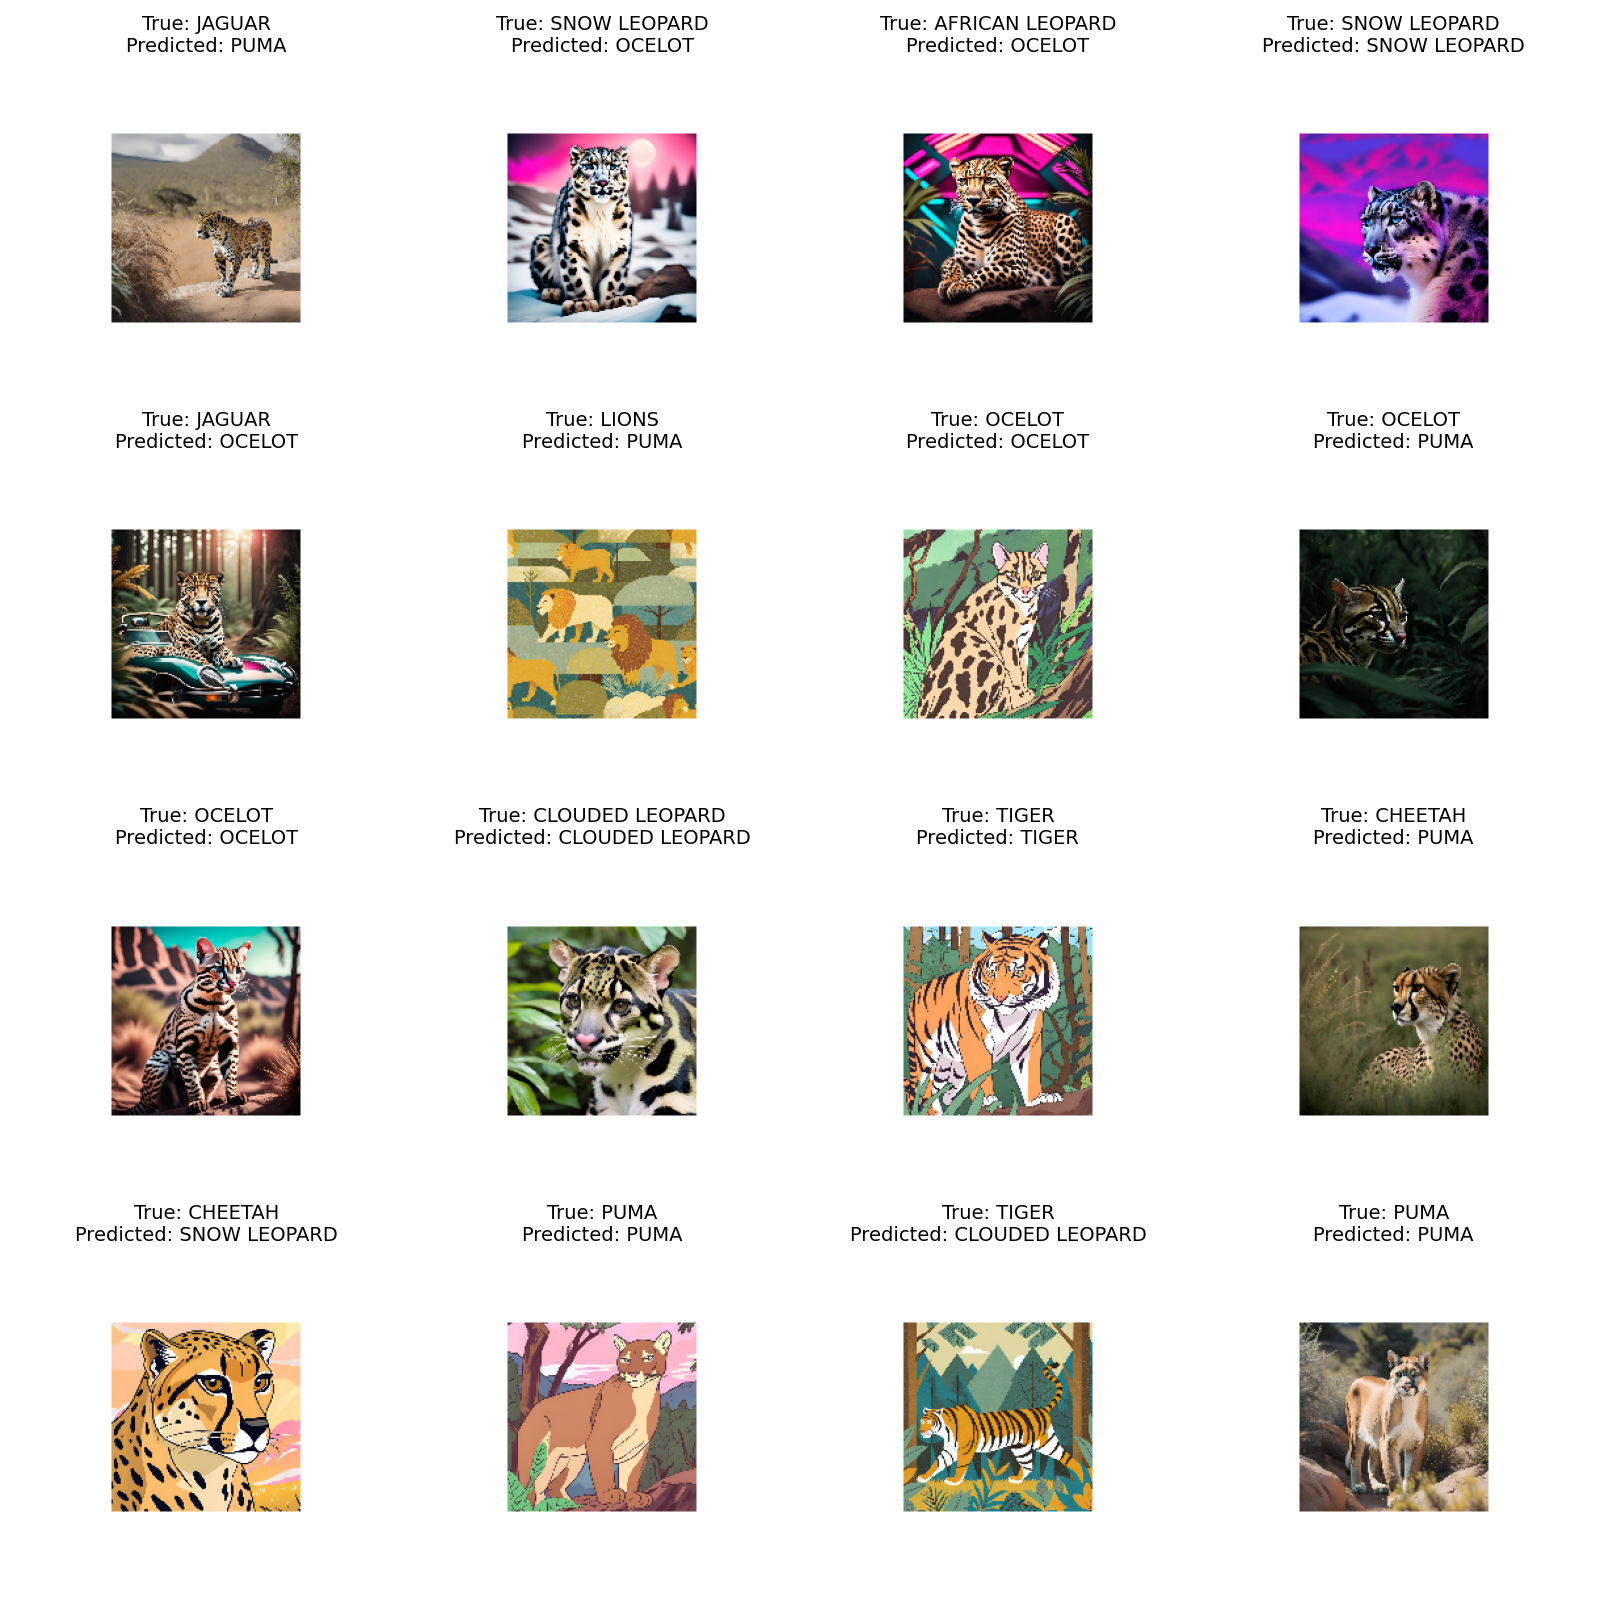 True: JAGUAR
Predicted: PUMA
True: SNOW LEOPARD
Predicted: OCELOT
True: AFRICAN LEOPARD
Predicted: OCELOT
True: SNOW LEOPARD
Predicted: SNOW LEOPARD
True: JAGUAR
Predicted: OCELOT
True: LIONS
Predicted: PUMA
True: OCELOT
Predicted: OCELOT
True: OCELOT
Predicted: PUMA
True: OCELOT
Predicted: OCELOT
True: CLOUDED LEOPARD
Predicted: CLOUDED LEOPARD
True: TIGER
Predicted: TIGER
True: CHEETAH
Predicted: PUMA
True: CHEETAH
Predicted: SNOW LEOPARD
True: PUMA
Predicted: PUMA
True: TIGER
Predicted: CLOUDED LEOPARD
True: PUMA
Predicted: PUMA